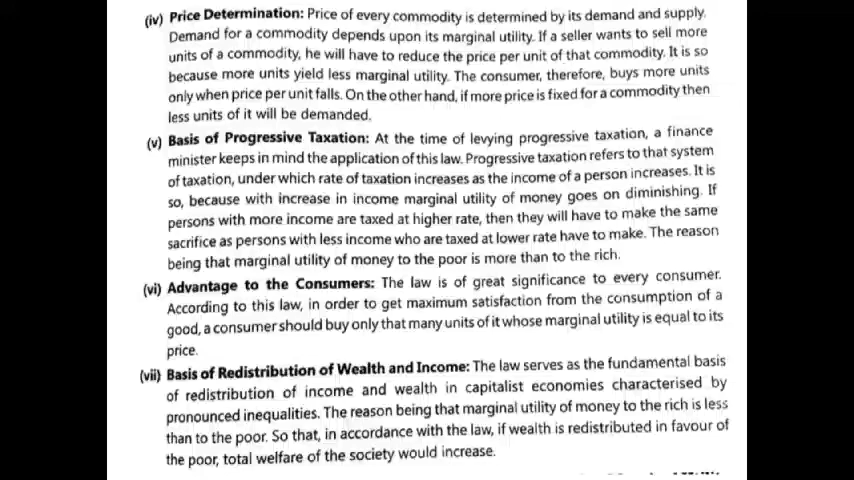 (iv) Price Determination: Price of every commodity is determined by its demand and supply.
Demand for a commodity depends upon its marginal utility. If a seller wants to sell more
units of a commodity, he will have to reduce the price per unit of that commodity. It is so
because more units yield less marginal utility. The consumer, therefore, buys more units
only when price per unit falls. On the other hand, if more price is fixed for a commodity then
less units of it will be demanded.
(v) Basis of Progressive Taxation: At the time of levying progressive taxation, a finance
minister keeps in mind the application of this law. Progressive taxation refers to that system
of taxation, under which rate of taxation increases as the income of a person increases. It is
so, because with increase in income marginal utility of money goes on diminishing. If
persons with more income are taxed at higher rate, then they will have to make the same
sacrifice as persons with less income who are taxed at lower rate have to make. The reason
being that marginal utility of money to the poor is more than to the rich.
(vi) Advantage to the Consumers: The law is of great significance to every consumer.
According to this law, in order to get maximum satisfaction from the consumption of a
good, a consumer should buy only that many units of it whose marginal utility is equal to its
price.
(vii) Basis of Redistribution of Wealth and Income: The law serves as the fundamental basis
of redistribution of income and wealth in capitalist economies characterised by
pronounced inequalities. The reason being that marginal utility of money to the rich is less
than to the poor. So that, in accordance with the law, if wealth is redistributed in favour of
the poor, total welfare of the society would increase.